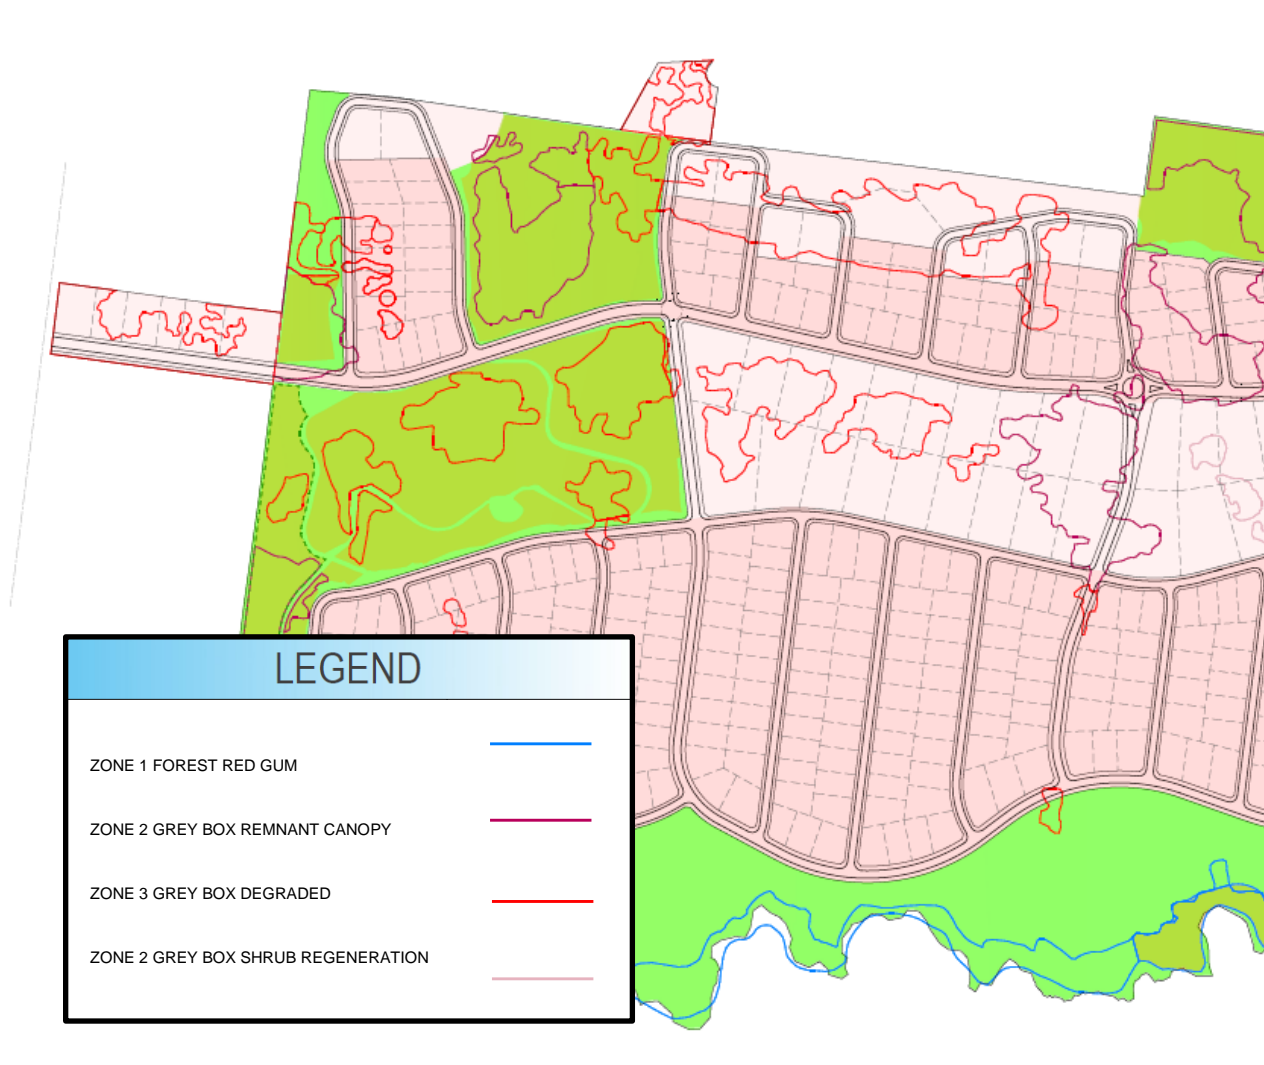 LEGEND
ZONE 1 FOREST RED GUM
ZONE 2 GREY BOX REMNANT CANOPY
ZONE 3 GREY BOX DEGRADED
ZONE 2 GREY BOX SHRUB REGENERATION